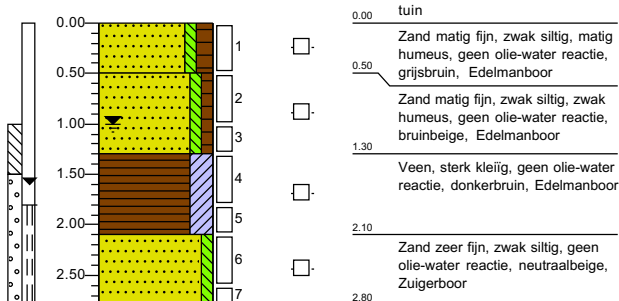 0.00
0.50
1.00
1.50
2.00
2.50
1
2
3
4
5
6
7
0.00
tuin
Zand matig fijn, zwak siltig, matig
humeus, geen olie-water reactie,
grijsbruin, Edelmanboor
0.50
Zand matig fijn, zwak siltig, zwak
humeus, geen olie-water reactie,
bruinbeige, Edelmanboor
1.30
Veen, sterk kleiïg, geen olie-water
reactie, donkerbruin, Edelmanboor
2.10
Zand zeer fijn, zwak siltig, geen
olie-water reactie, neutraalbeige,
Zuigerboor
2.80